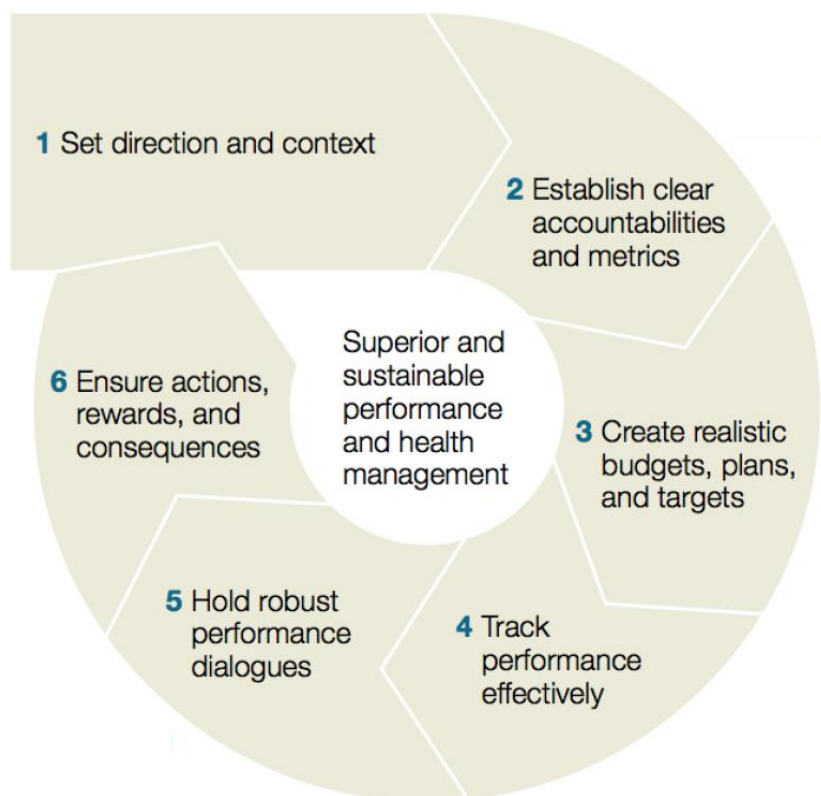 1 Set direction and context
2 Establish clear
accountabilities
and metrics
Superior and
sustainable
performance
and health
management
3 Create realistic
budgets, plans,
and targets
4 Track
performance
effectively
5 Hold robust
performance
dialogues
6 Ensure actions,
rewards, and
consequences